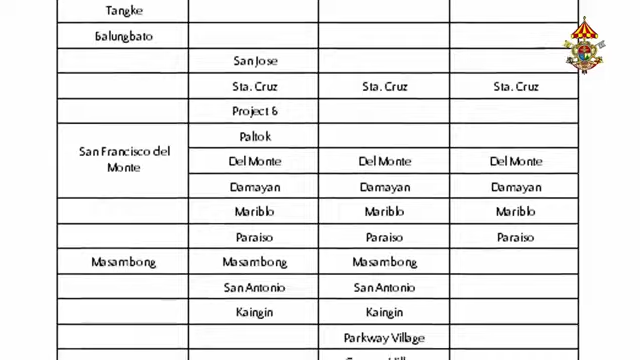 Tangke
Balungbato
San Jose
Sta. Cruz Sta. Cruz Sta. Cruz
Project 6
Paltok
San Francisco del
Monte
Del Monte Del Monte Del Monte
Damayan Damayan Damayan
Mariblo Mariblo Mariblo
Paraiso Paraiso Paraiso
Masambong Masambong Masambong
San Antonio San Antonio
Kaingin Kaingin
Parkway Village